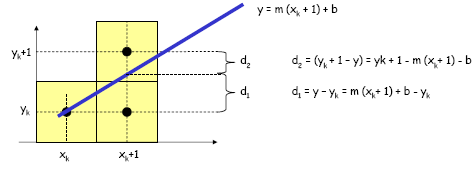 y = m (xk + 1) + b
yk+1
d2
d2 = (yk + 1 – y) = yk + 1 - m (xk+ 1) - b
yk
d1
d1 = y – yk = m (xk+ 1) + b - yk
xk
xk+1